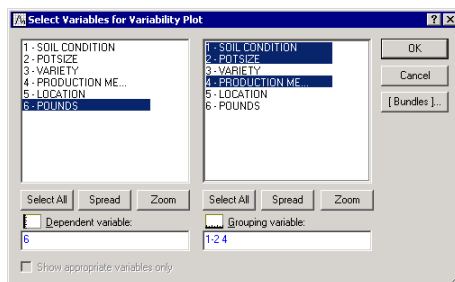 Select Variables for Variability Plot
1 - SOIL CONDITION
2 - POTSIZE
3 - VARIETY
4 - PRODUCTION ME...
5 - LOCATION
6 - POUNDS
1 - SOIL CONDITION
2 - POTSIZE
3 - VARIETY
4 - PRODUCTION ME...
5 - LOCATION
6 - POUNDS
OK
Cancel
[ Bundles ]...
Select All Spread Zoom Select All Spread Zoom
Dependent variable: Grouping variable:
6 1-2 4
Show appropriate variables only